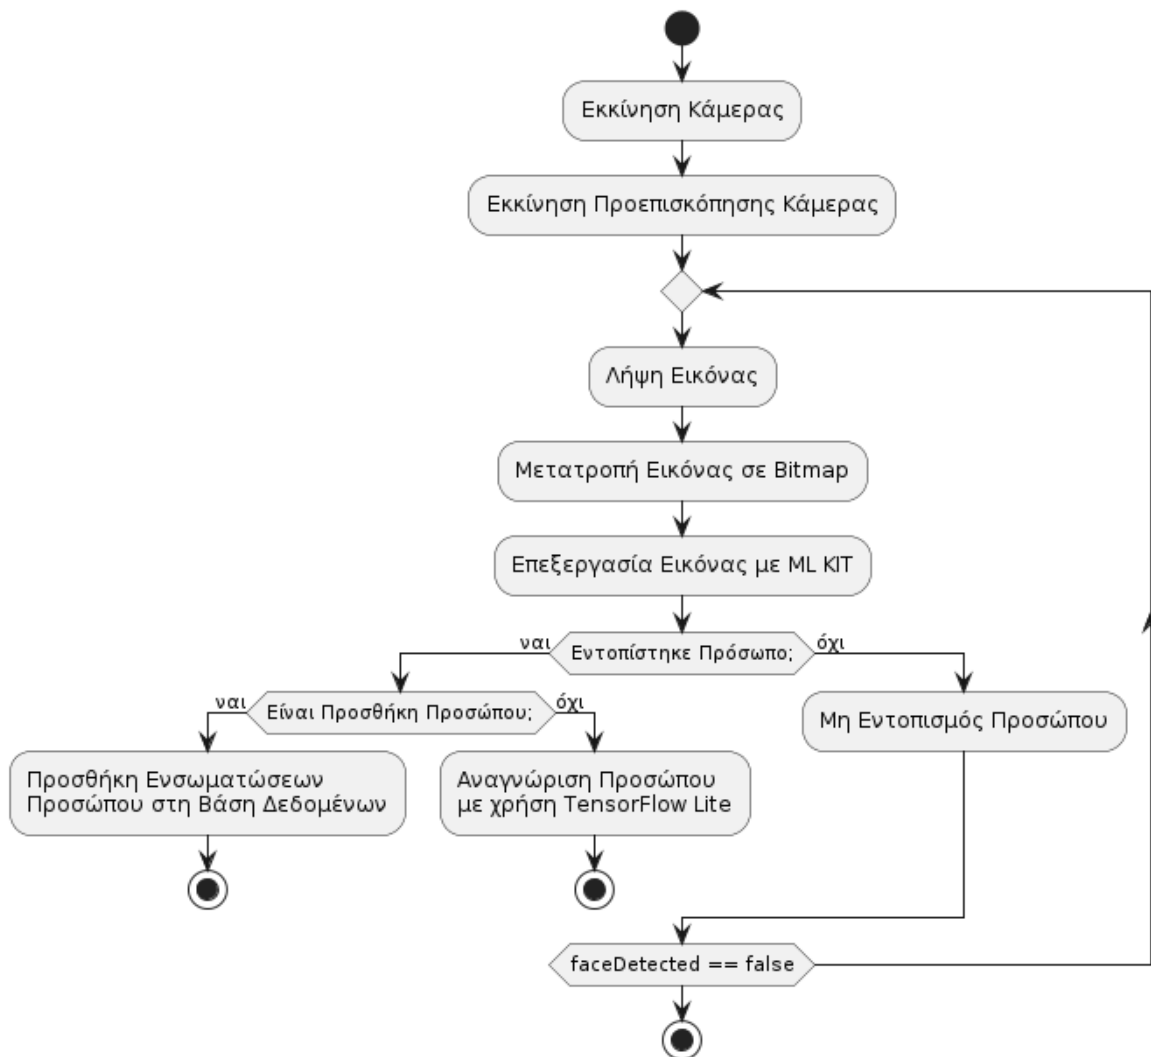 Εκκίνηση Κάμερας
Εκκίνηση Προεπισκόπησης Κάμερας
Λήψη Εικόνας
Μετατροπή Εικόνας σε Bitmap
Επεξεργασία Εικόνας με ML KIT
ναι
Εντοπίστηκε Πρόσωπο;
όχι
ναι
Είναι Προσθήκη Προσώπου;
όχι
Μη Εντοπισμός Προσώπου
Προσθήκη Ενσωματώσεων
Προσώπου στη Βάση Δεδομένων
Αναγνώριση Προσώπου
με χρήση TensorFlow Lite
faceDetected == false